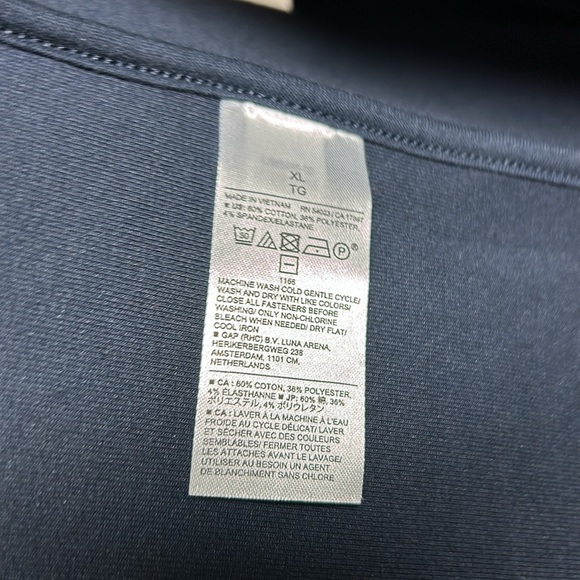 XL
TG
MADE IN VIETNAM RN 54023 / CA 17897
■ US: 60% COTTON, 36% POLYESTER,
4% SPANDEX/ELASTANE
30 P ®
1166
MACHINE WASH COLD GENTLE CYCLE/
WASH AND DRY WITH LIKE COLORS/
CLOSE ALL FASTENERS BEFORE
WASHING/ ONLY NON-CHLORINE
BLEACH WHEN NEEDED/ DRY FLAT/
COOL IRON
■ GAP (RHC) B.V. LUNA ARENA,
HERIKERBERGWEG 238
AMSTERDAM, 1101 CM,
NETHERLANDS
■ CA : 60% COTON, 36% POLYESTER,
4% ÉLASTHANNE ■ JP: 60% 綿, 36%
ポリエステル, 4% ポリウレタン
■ CA : LAVER À LA MACHINE À L'EAU
FROIDE AU CYCLE DÉLICAT/ LAVER
ET SÉCHER AVEC DES COULEURS
SEMBLABLES/ FERMER TOUTES
LES ATTACHES AVANT LE LAVAGE/
UTILISER AU BESOIN UN AGENT
DE BLANCHIMENT SANS CHLORE